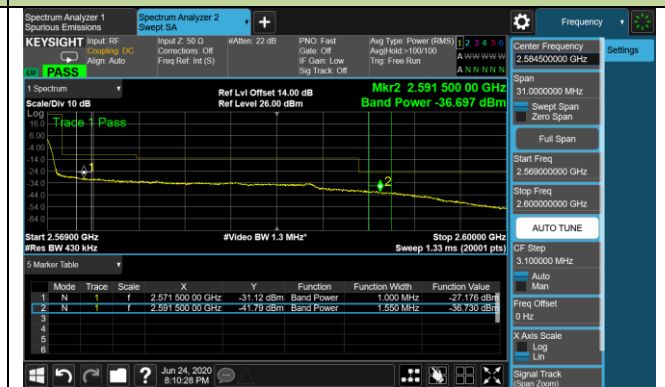 Spectrum Analyzer 1
Spurious Emissions
Spectrum Analyzer 2
Swept SA
+
Frequency
KEYSIGHT
Input: RF
Coupling: DC
Align: Auto
Input Z: 50 Ω
Corrections: Off
Freq Ref: Int (S)
#Atten: 22 dB
PNO: Fast
Gate: Off
IF Gain: Low
Sig Track: Off
Avg Type: Power (RMS)
Avg|Hold:>100/100
Trig: Free Run
1 2 3 4 5 6
A W W W W W
A N N N N N
LNI PASS
1 Spectrum
Scale/Div 10 dB
Ref Lvl Offset 14.00 dB
Ref Level 26.00 dBm
Mkr2 2.591 500 00 GHz
Band Power -36.697 dBm
Log
Trace 1 Pass
16.0
6.00
-4.00
-14.0
-24.0
-34.0
-44.0
-54.0
-64.0
1
2
Start 2.56900 GHz
#Res BW 430 kHz
#Video BW 1.3 MHz*
Stop 2.60000 GHz
Sweep 1.33 ms (20001 pts)
5 Marker Table
Mode Trace Scale X Y Function Function Width Function Value
1 N 1 f 2.571 500 00 GHz -31.12 dBm Band Power 1.000 MHz -27.176 dBm
2 N 1 f 2.591 500 00 GHz -41.79 dBm Band Power 1.550 MHz -36.730 dBm
3
4
5
6
Jun 24, 2020
8:10:28 PM
Center Frequency
2.584500000 GHz
Settings
Span
31.0000000 MHz
Swept Span
Zero Span
Full Span
Start Freq
2.569000000 GHz
Stop Freq
2.600000000 GHz
AUTO TUNE
CF Step
3.100000 MHz
Auto
Man
Freq Offset
0 Hz
X Axis Scale
Log
Lin
Signal Track
(Span Zoom)